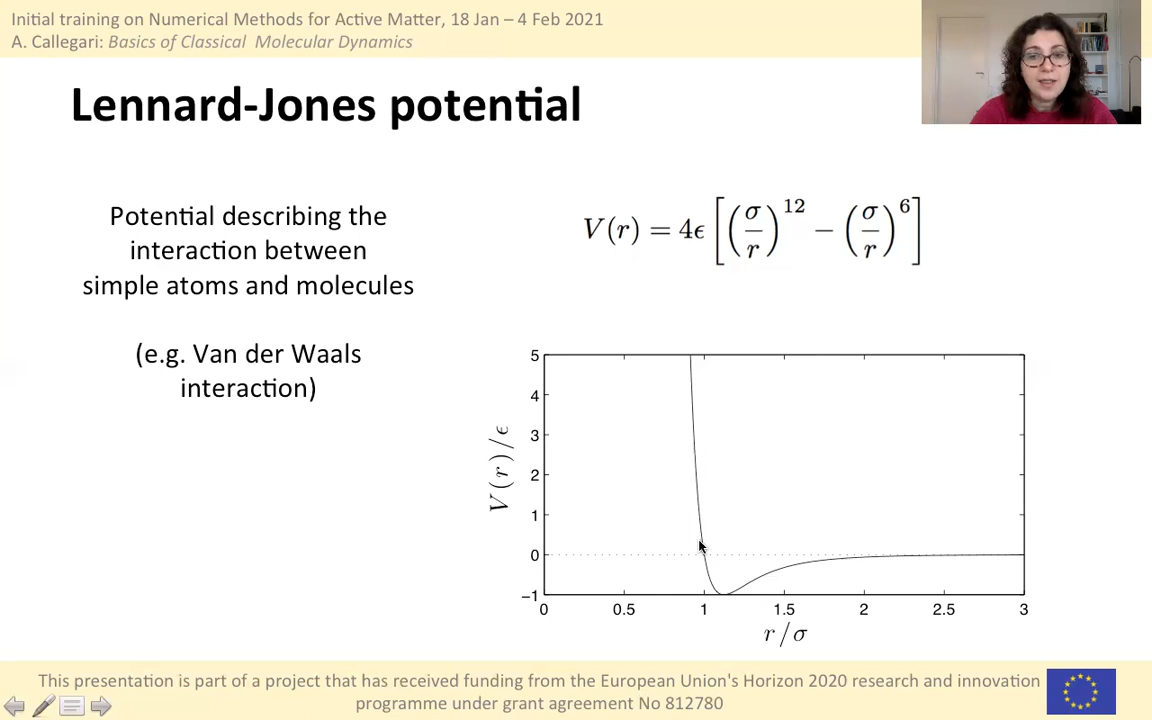 Initial training on Numerical Methods for Active Matter, 18 Jan – 4 Feb 2021
A. Callegari: Basics of Classical Molecular Dynamics
Lennard-Jones potential
Potential describing the
interaction between
simple atoms and molecules
(e.g. Van der Waals
interaction)
V(r) = 4ϵ [(σ/r)^12 − (σ/r)^6]
5
4
3
2
1
0
−1
V(r)/ϵ
0 0.5 1 1.5 2 2.5 3
r/σ
This presentation is part of a project that has received funding from the European Union's Horizon 2020 research and innovation
programme under grant agreement No 812780